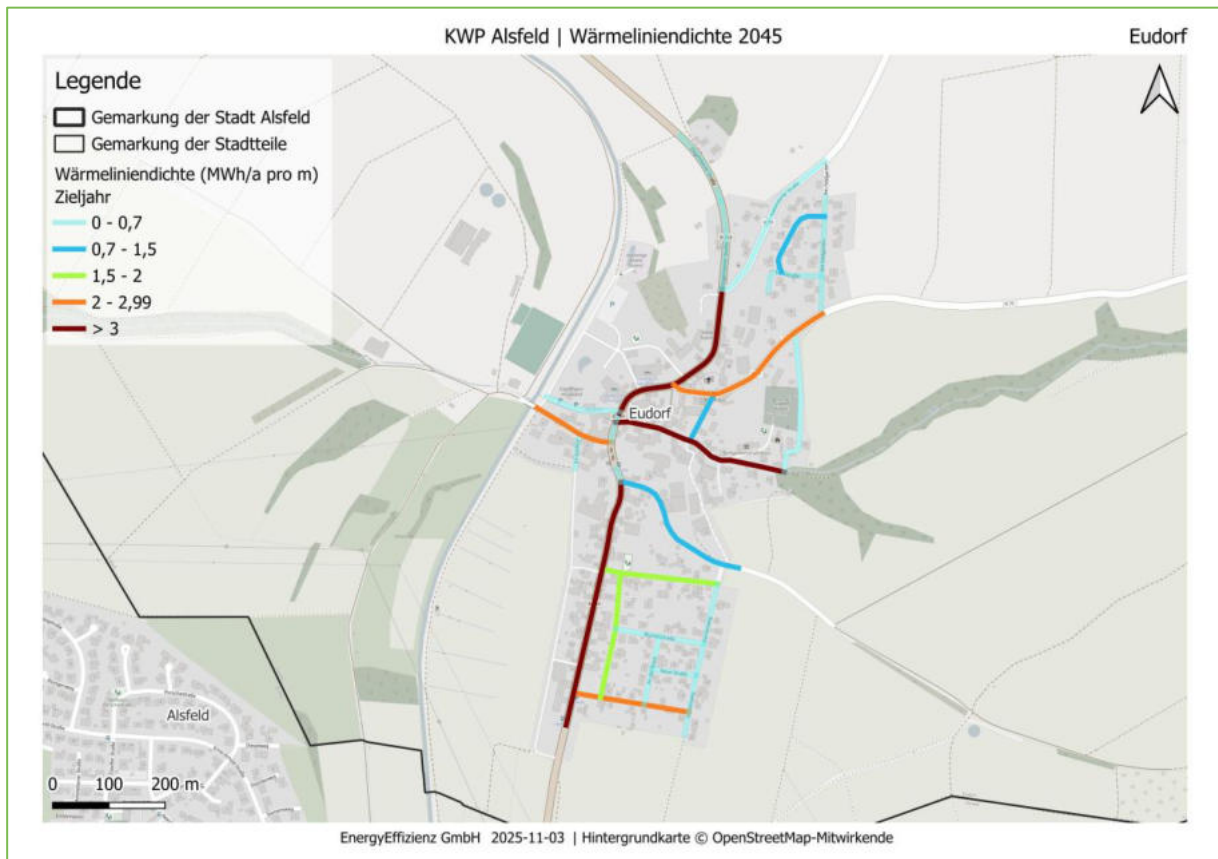 KWP Alsfeld | Wärmeliniendichte 2045
Eudorf
Legende
Gemarkung der Stadt Alsfeld
Gemarkung der Stadtteile
Wärmeliniendichte (MWh/a pro m)
Zieljahr
0 - 0,7
0,7 - 1,5
1,5 - 2
2 - 2,99
> 3
Eudorf
Alsfeld
0 100 200 m
EnergyEffizienz GmbH 2025-11-03 | Hintergrundkarte © OpenStreetMap-Mitwirkende